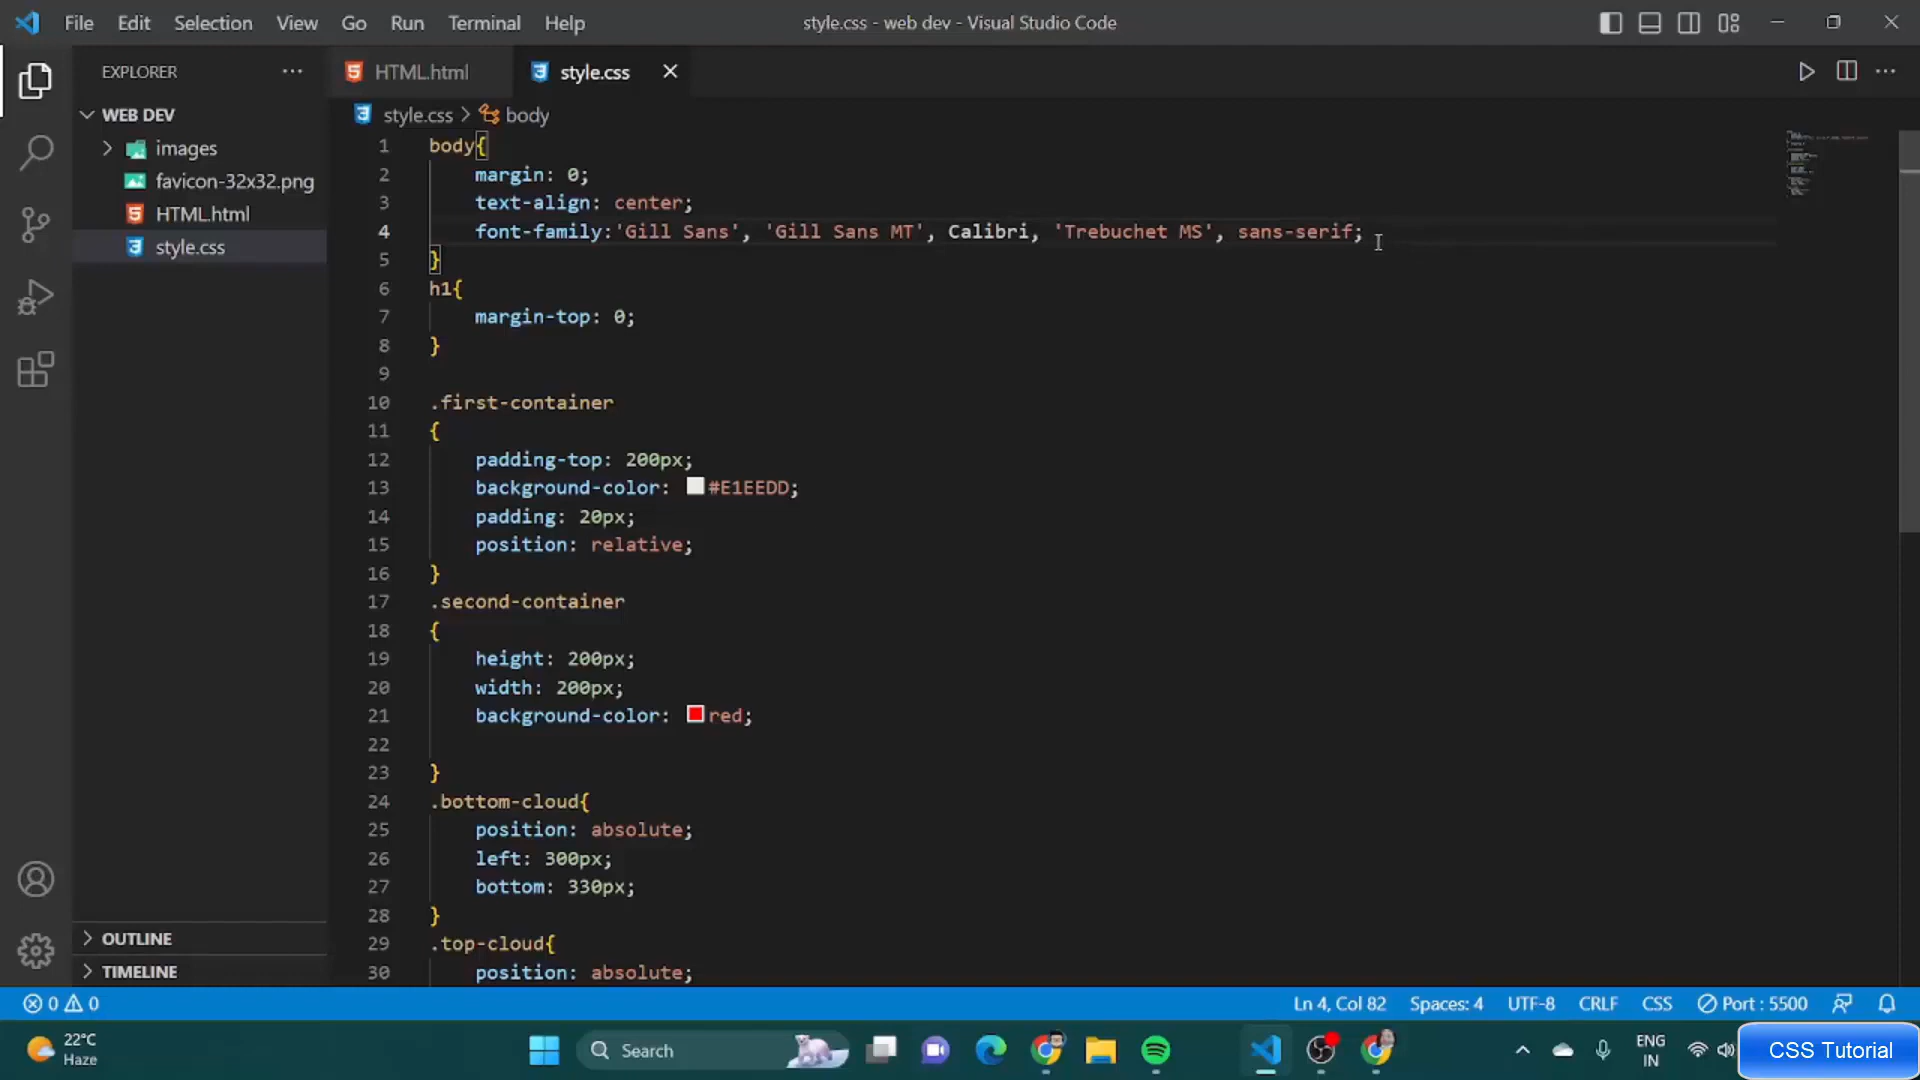 File Edit Selection View Go Run Terminal Help
style.css - web dev - Visual Studio Code
EXPLORER
HTML.html
style.css
WEB DEV
images
favicon-32x32.png
HTML.html
style.css
OUTLINE
TIMELINE
style.css > body
1 body{
2 margin: 0;
3 text-align: center;
4 font-family:'Gill Sans', 'Gill Sans MT', Calibri, 'Trebuchet MS', sans-serif;
5 }
6 h1{
7 margin-top: 0;
8 }
9
10 .first-container
11 {
12 padding-top: 200px;
13 background-color: #E1EEDD;
14 padding: 20px;
15 position: relative;
16 }
17 .second-container
18 {
19 height: 200px;
20 width: 200px;
21 background-color: red;
22
23 }
24 .bottom-cloud{
25 position: absolute;
26 left: 300px;
27 bottom: 330px;
28 }
29 .top-cloud{
30 position: absolute;
0 0
Ln 4, Col 82 Spaces: 4 UTF-8 CRLF CSS Port : 5500
22°C
Haze
Search
ENG
IN
CSS Tutorial